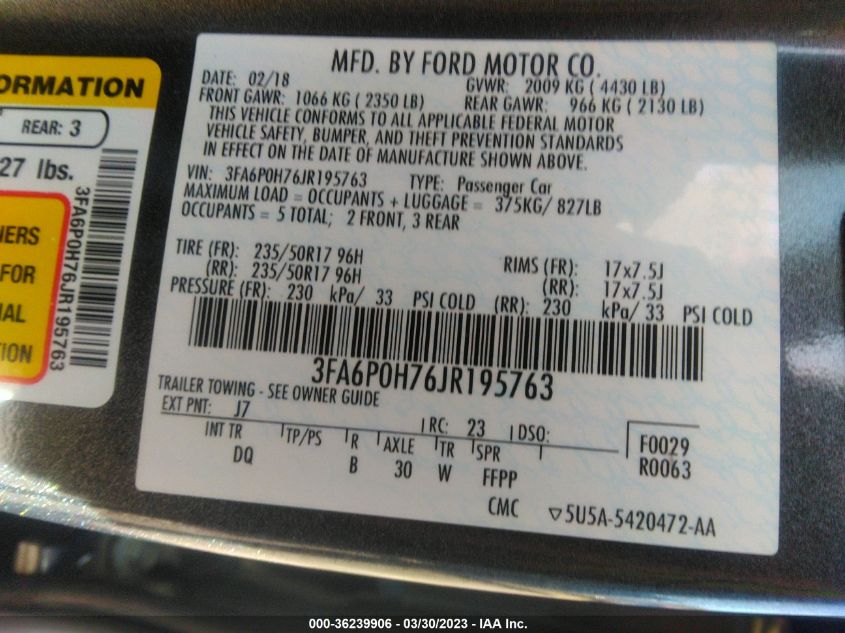 MFD. BY FORD MOTOR CO.
DATE: 02/18 GVWR: 2009 KG ( 4430 LB)
FRONT GAWR: 1066 KG ( 2350 LB) REAR GAWR: 966 KG ( 2130 LB)
THIS VEHICLE CONFORMS TO ALL APPLICABLE FEDERAL MOTOR
VEHICLE SAFETY, BUMPER, AND THEFT PREVENTION STANDARDS
IN EFFECT ON THE DATE OF MANUFACTURE SHOWN ABOVE.
VIN: 3FA6P0H76JR195763 TYPE: Passenger Car
MAXIMUM LOAD = OCCUPANTS + LUGGAGE = 375KG/ 827LB
OCCUPANTS = 5 TOTAL; 2 FRONT, 3 REAR
TIRE (FR): 235/50R17 96H RIMS (FR): 17x7.5J
(RR): 235/50R17 96H (RR): 17x7.5J
PRESSURE (FR): 230 kPa/ 33 PSI COLD (RR): 230 kPa/ 33 PSI COLD
3FA6P0H76JR195763
TRAILER TOWING - SEE OWNER GUIDE
EXT PNT: J7 RC: 23 DSO: F0029
INT TR TP/PS R AXLE TR SPR R0063
DQ B 30 W FFPP
CMC 5U5A-5420472-AA
ORMATION
REAR: 3
27 lbs.
3FA6P0H76JR195763
NERS
FOR
IAL
TION
000-36239906 - 03/30/2023 - IAA Inc.